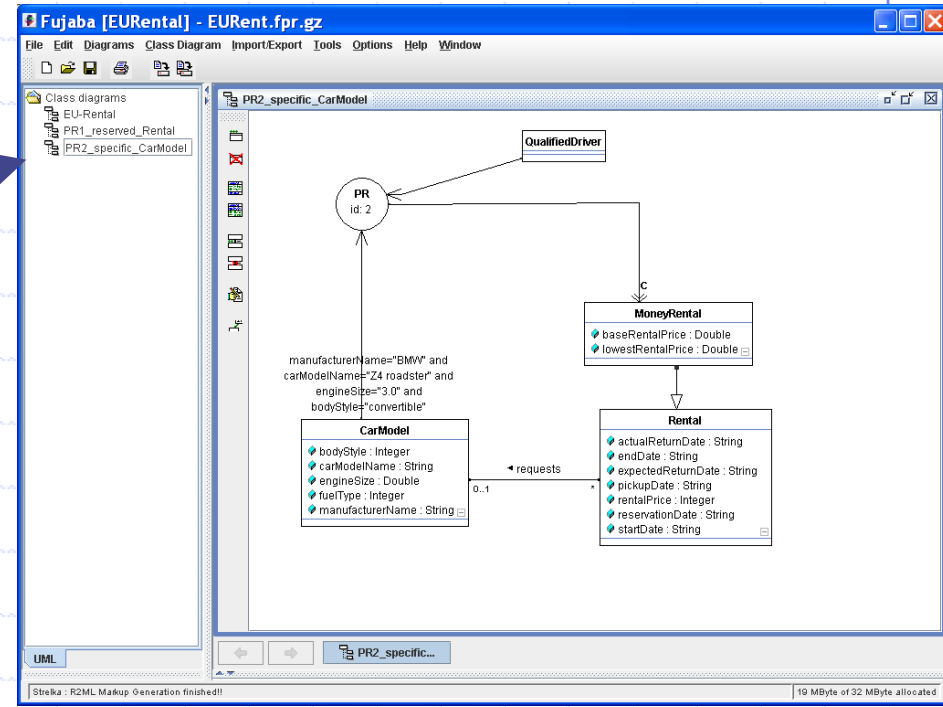 Fujaba [EURental] - EURent.fpr.gz
File Edit Diagrams Class Diagram Import/Export Tools Options Help Window
Class diagrams
EU-Rental
PR1_reserved_Rental
PR2_specific_CarModel
PR2_specific_CarModel
QualifiedDriver
PR
id: 2
C
MoneyRental
baseRentalPrice : Double
lowestRentalPrice : Double
manufacturerName="BMW" and
carModelName="Z4 roadster" and
engineSize="3.0" and
bodyStyle="convertible"
CarModel
bodyStyle : Integer
carModelName : String
engineSize : Double
fuelType : Integer
manufacturerName : String
◄ requests
0..1
*
Rental
actualReturnDate : String
endDate : String
expectedReturnDate : String
pickupDate : String
rentalPrice : Integer
reservationDate : String
startDate : String
UML
PR2_specific...
Strelka : R2ML Markup Generation finished!!
19 MByte of 32 MByte allocated